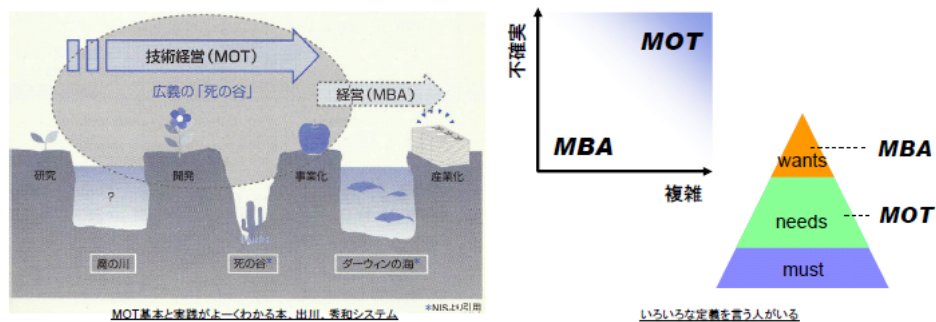 技術経営（MOT）
広義の「死の谷」
経営（MBA）
研究
?
開発
事業化
産業化
魔の川
死の谷*
ダーウィンの海*
*NISより引用
MOT基本と実践がよーくわかる本、出川、秀和システム
不確実
MOT
MBA
複雑
wants
MBA
needs
MOT
must
いろいろな定義を言う人がいる